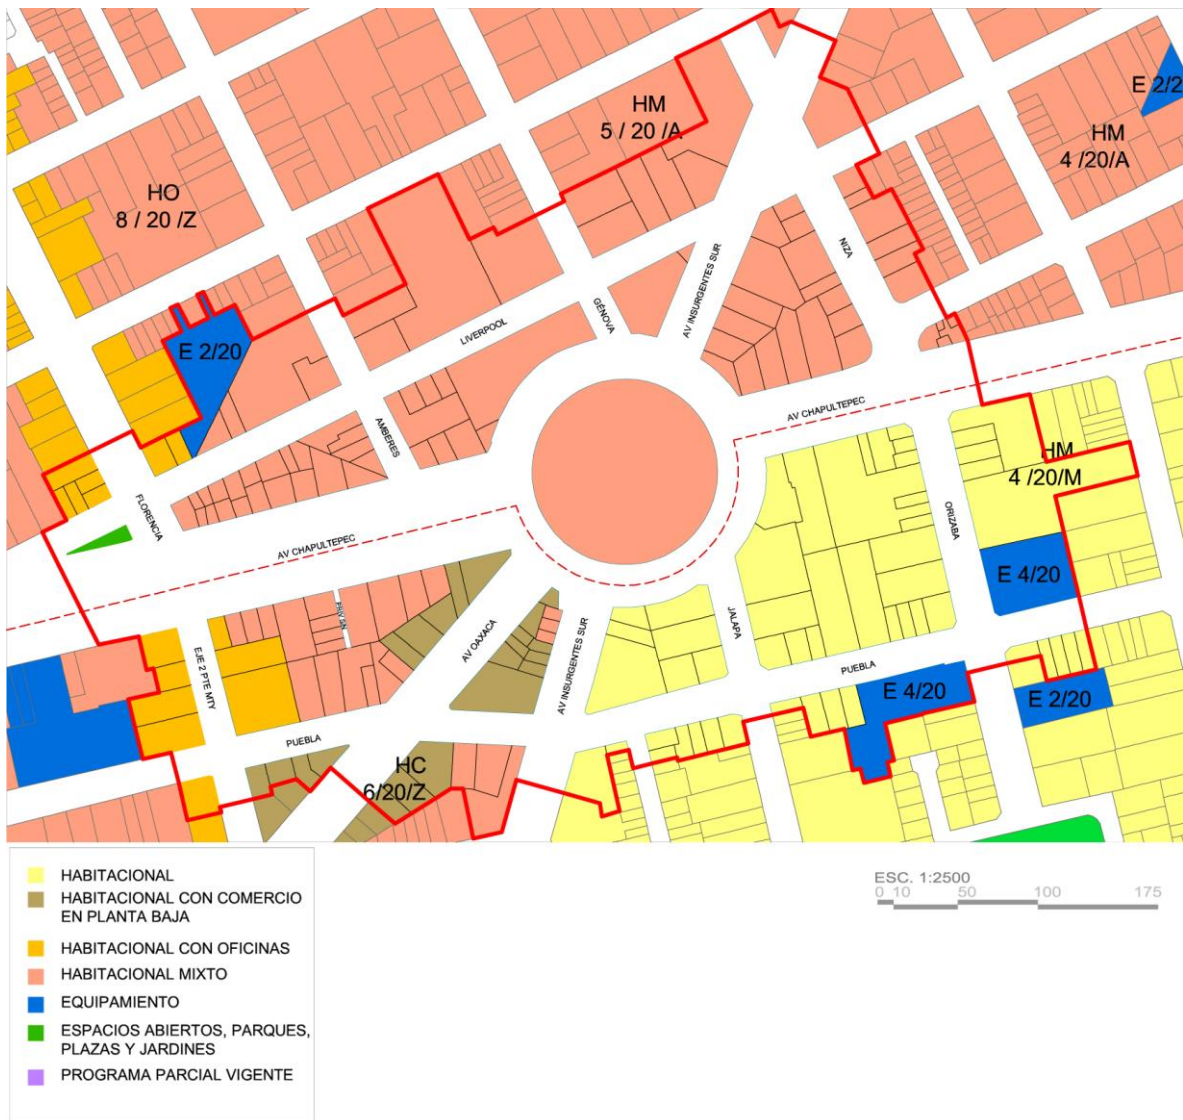 HM
5 / 20 /A
E 2/2
HM
4 /20/A
HO
8 / 20 /Z
NIZA
AV INSURGENTES SUR
GÉNOVA
LIVERPOOL
E 2/20
AV CHAPULTEPEC
AMBERES
HM
4 /20/M
FLORENCIA
ORIZABA
AV CHAPULTEPEC
E 4/20
PRIVAN
JALAPA
AV OAXACA
EJE 2 PTE MTY
AV INSURGENTES SUR
PUEBLA
E 4/20
E 2/20
PUEBLA
HC
6/20/Z
HABITACIONAL
HABITACIONAL CON COMERCIO
EN PLANTA BAJA
HABITACIONAL CON OFICINAS
HABITACIONAL MIXTO
EQUIPAMIENTO
ESPACIOS ABIERTOS, PARQUES,
PLAZAS Y JARDINES
PROGRAMA PARCIAL VIGENTE
ESC. 1:2500
0 10 50 100 175